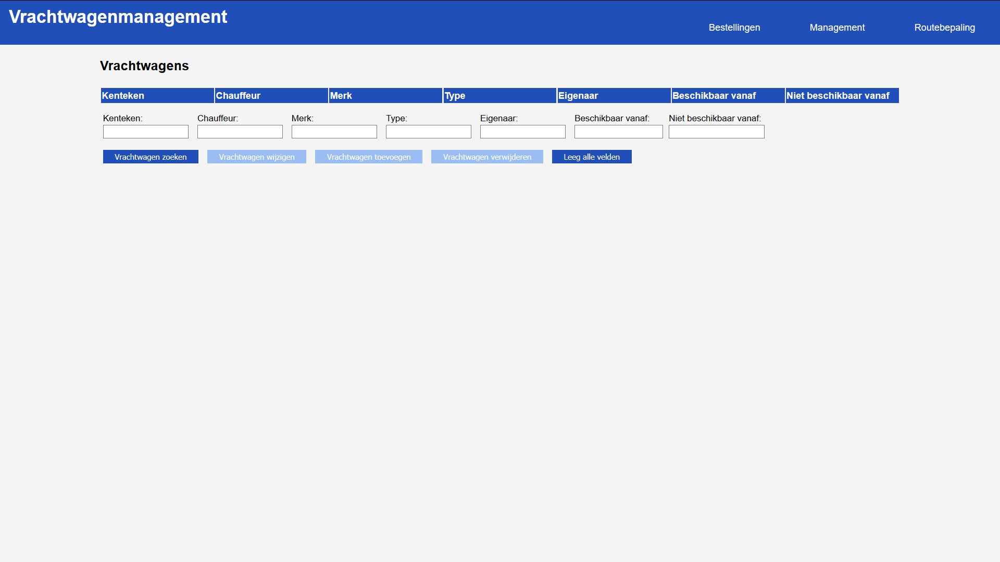 Vrachtwagenmanagement
Bestellingen Management Routebepaling
Vrachtwagens
Kenteken Chauffeur Merk Type Eigenaar Beschikbaar vanaf Niet beschikbaar vanaf
Kenteken: Chauffeur: Merk: Type: Eigenaar: Beschikbaar vanaf: Niet beschikbaar vanaf:
Vrachtwagen zoeken Vrachtwagen wijzigen Vrachtwagen toevoegen Vrachtwagen verwijderen Leeg alle velden